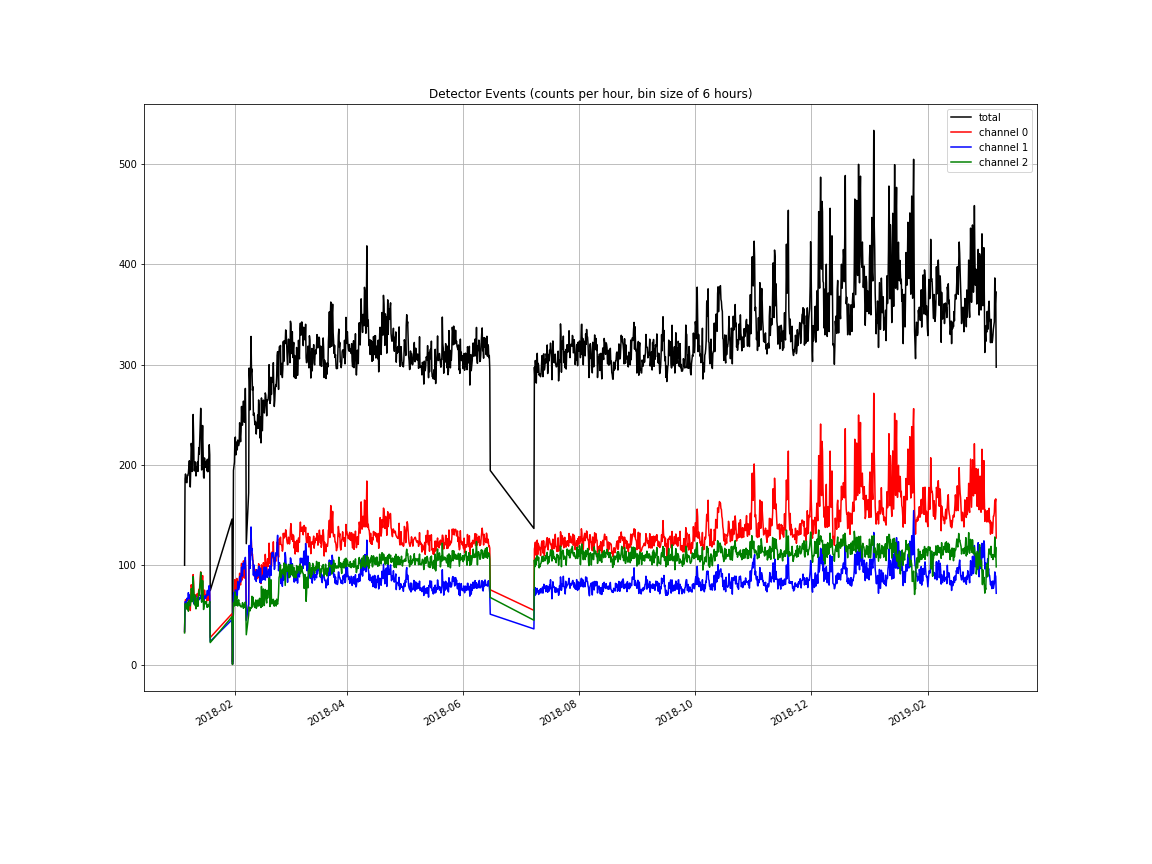 Detector Events (counts per hour, bin size of 6 hours)
total
channel 0
channel 1
channel 2
500
400
300
200
100
0
2018-02
2018-04
2018-06
2018-08
2018-10
2018-12
2019-02